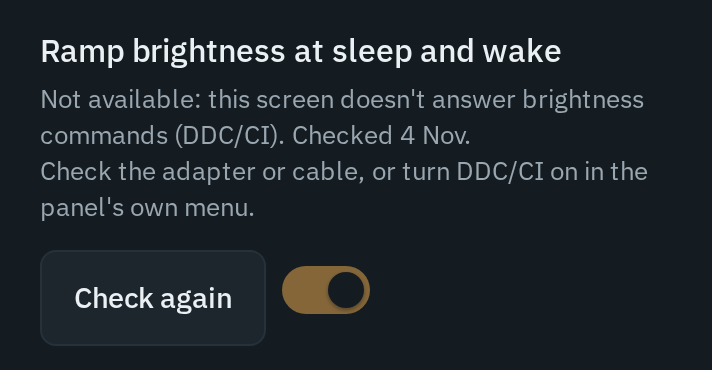 Ramp brightness at sleep and wake
Not available: this screen doesn't answer brightness
commands (DDC/CI). Checked 4 Nov.
Check the adapter or cable, or turn DDC/CI on in the
panel's own menu.
Check again